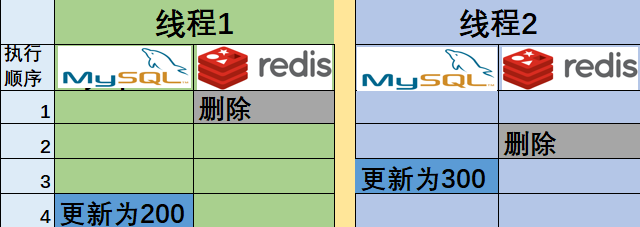 线程1 线程2
执行顺序 MySQL redis MySQL redis
1 删除
2 删除
3 更新为300
4 更新为200